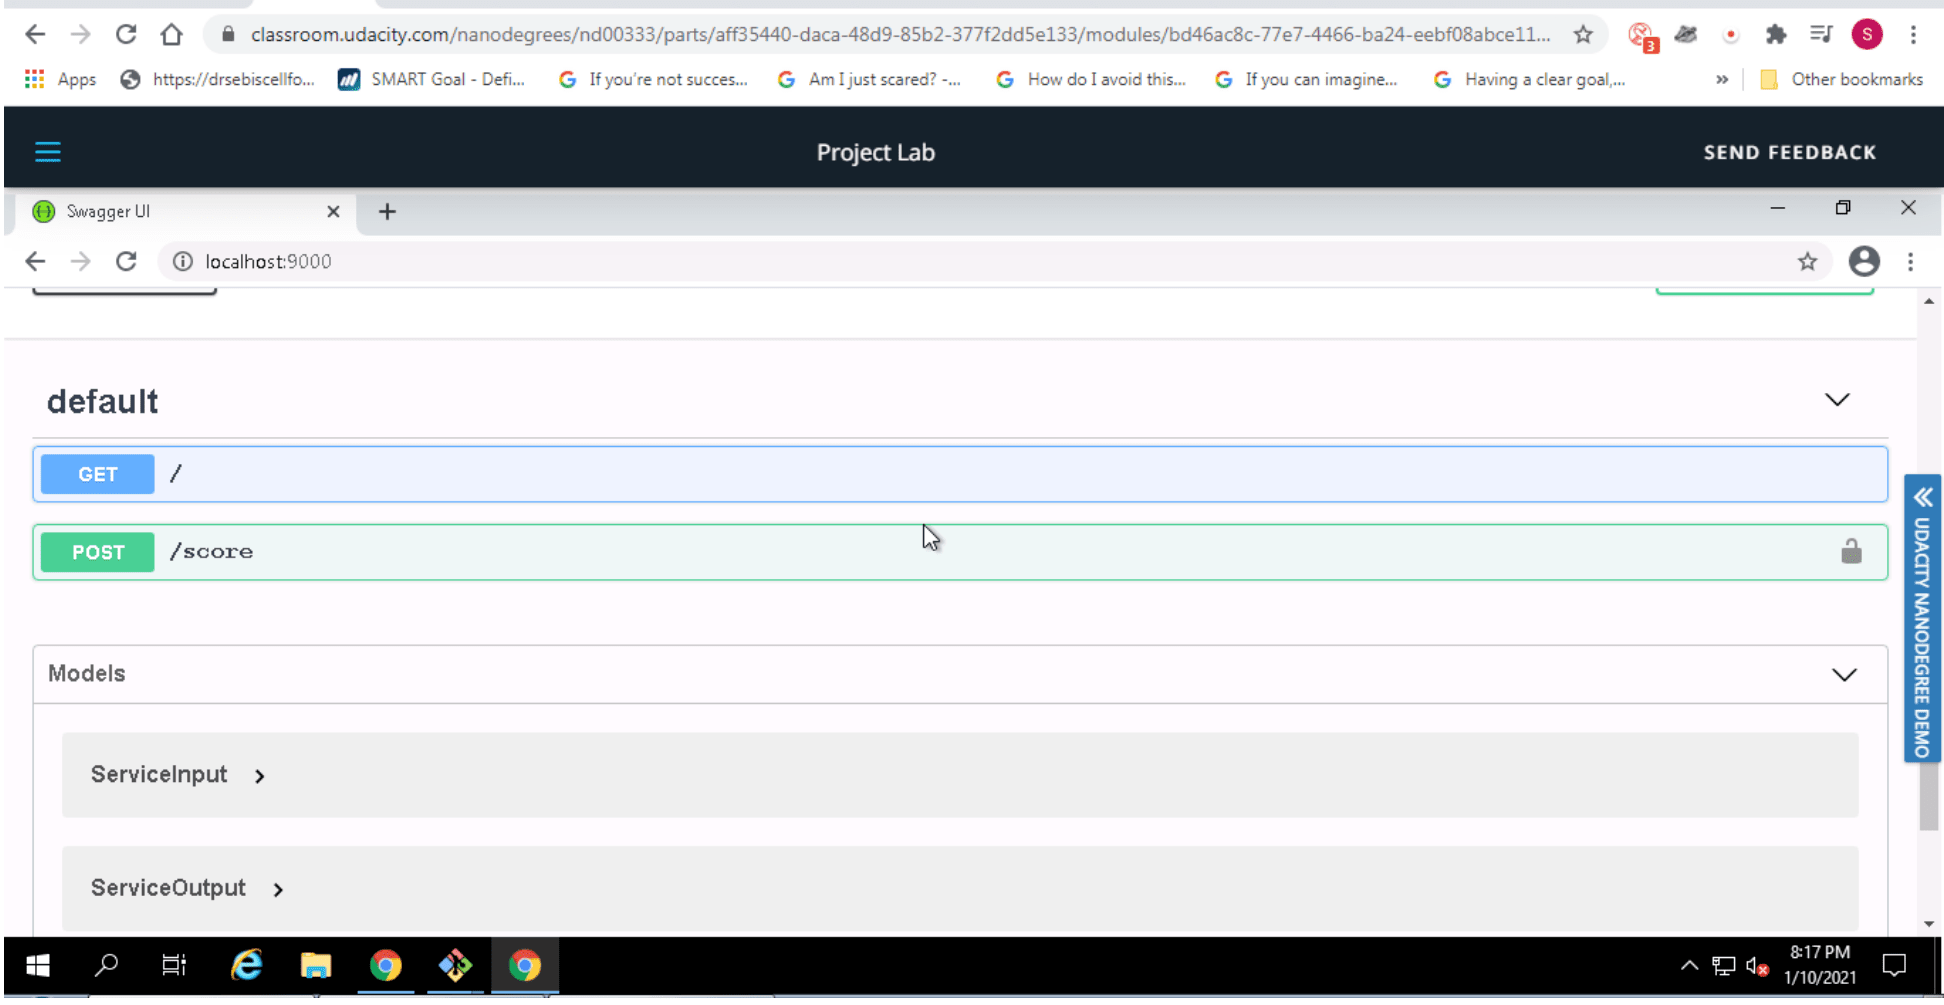 classroom.udacity.com/nanodegrees/nd00333/parts/aff35440-daca-48d9-85b2-377f2dd5e133/modules/bd46ac8c-77e7-4466-ba24-eebf08abce11...
3
S
Apps https://drsebiscellfo... SMART Goal - Defi... If you're not succes... Am I just scared? -... How do I avoid this... If you can imagine... Having a clear goal,... » Other bookmarks
Project Lab SEND FEEDBACK
Swagger UI
localhost:9000
default
GET /
POST /score
UDACITY NANODEGREE DEMO
Models
ServiceInput
ServiceOutput
8:17 PM
1/10/2021